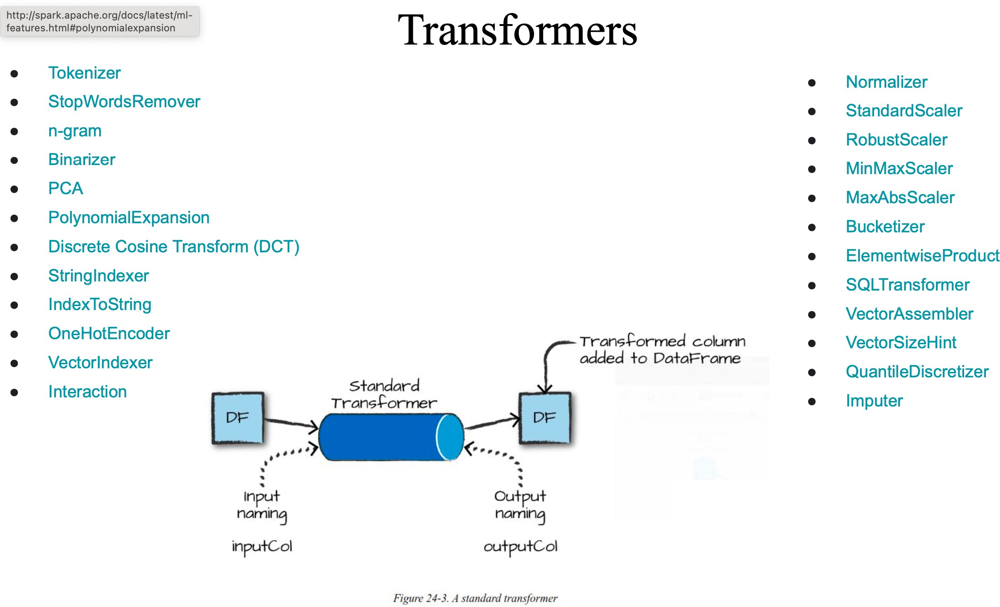 http://spark.apache.org/docs/latest/ml-
features.html#polynomialexpansion
Transformers
Tokenizer
StopWordsRemover
n-gram
Binarizer
PCA
PolynomialExpansion
Discrete Cosine Transform (DCT)
StringIndexer
IndexToString
OneHotEncoder
VectorIndexer
Interaction
Normalizer
StandardScaler
RobustScaler
MinMaxScaler
MaxAbsScaler
Bucketizer
ElementwiseProduct
SQLTransformer
VectorAssembler
VectorSizeHint
QuantileDiscretizer
Imputer
Transformed column
added to DataFrame
Standard
Transformer
DF
DF
Input
naming
inputCol
Output
naming
outputCol
Figure 24-3. A standard transformer